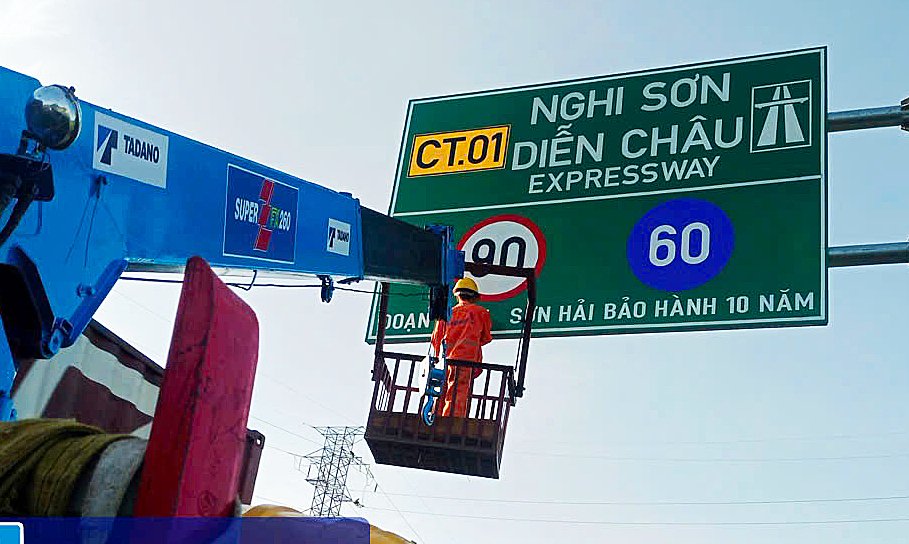 NGHI SƠN
CT.01
DIỄN CHÂU
EXPRESSWAY
90
60
ĐOẠN SƠN HẢI BẢO HÀNH 10 NĂM
TADANO
SUPER 260
TADANO